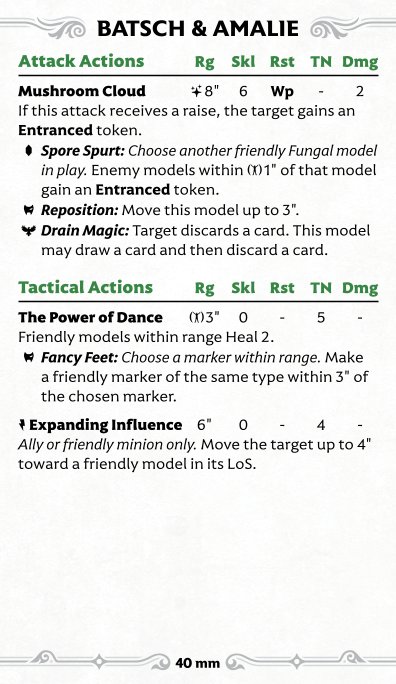 BATSCH & AMALIE
Attack Actions Rg Skl Rst TN Dmg
Mushroom Cloud 8" 6 Wp - 2
If this attack receives a raise, the target gains an
Entranced token.
Spore Spurt: Choose another friendly Fungal model
in play. Enemy models within 1" of that model
gain an Entranced token.
Reposition: Move this model up to 3".
Drain Magic: Target discards a card. This model
may draw a card and then discard a card.
Tactical Actions Rg Skl Rst TN Dmg
The Power of Dance 3" 0 - 5 -
Friendly models within range Heal 2.
Fancy Feet: Choose a marker within range. Make
a friendly marker of the same type within 3" of
the chosen marker.
Expanding Influence 6" 0 - 4 -
Ally or friendly minion only. Move the target up to 4"
toward a friendly model in its LoS.
40 mm